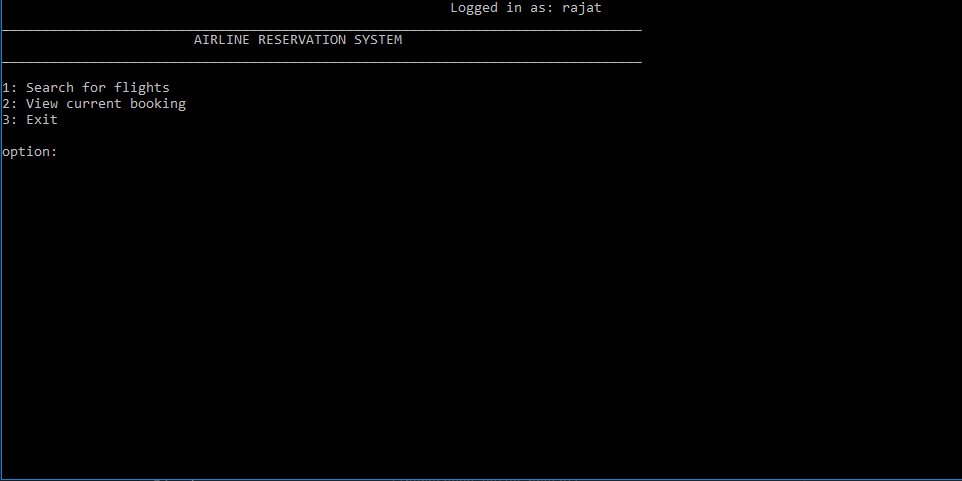 Logged in as: rajat
AIRLINE RESERVATION SYSTEM
1: Search for flights
2: View current booking
3: Exit
option: